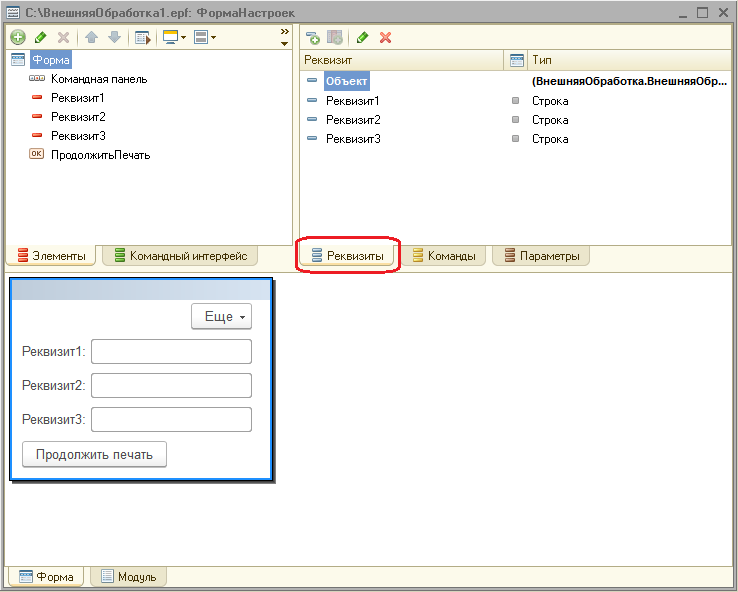 C:\ВнешняяОбработка1.epf: ФормаНастроек
Форма
Командная панель
Реквизит1
Реквизит2
Реквизит3
OK ПродолжитьПечать
Элементы Командный интерфейс
Реквизит Тип
Объект (ВнешняяОбработка.ВнешняяОбр...
Реквизит1 Строка
Реквизит2 Строка
Реквизит3 Строка
Реквизиты Команды Параметры
Еще
Реквизит1:
Реквизит2:
Реквизит3:
Продолжить печать
Форма Модуль